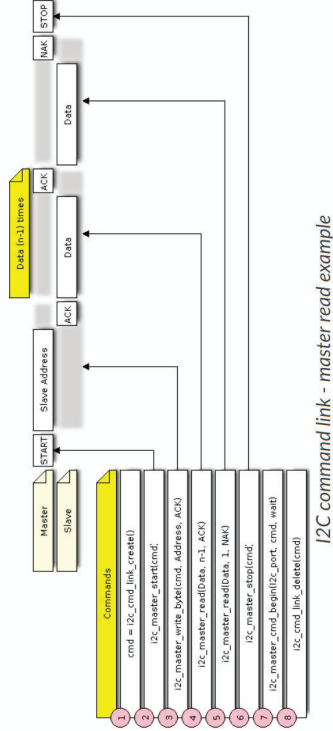 Data (n-1) times
Master
START
Slave Address
ACK
NAK
STOP
Slave
ACK
Data
Data
Commands
1 cmd = i2c_cmd_link_create()
2 i2c_master_start(cmd,
3 i2c_master_write_byte(cmd, Address, ACK)
4 i2c_master_read(Data, n-1, ACK)
5 i2c_master_read(Data, 1, NAK)
6 i2c_master_stop(cmd,
7 i2c_master_cmd_begin(I2c_port, cmd, wait)
8 i2c_cmd_link_delete(cmd)
I2C command link - master read example